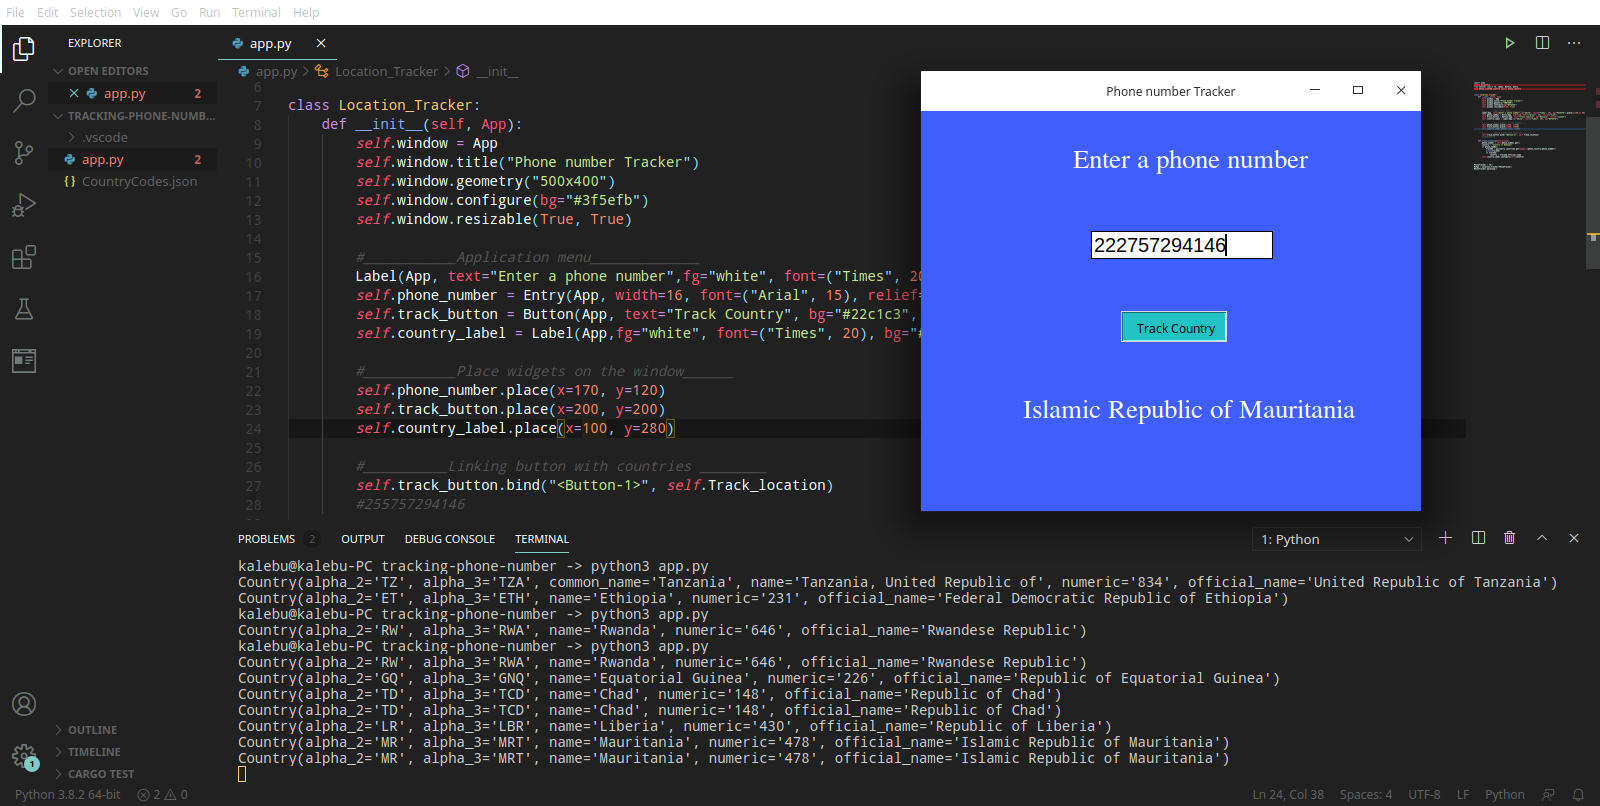 File Edit Selection View Go Run Terminal Help
EXPLORER
OPEN EDITORS
app.py 2
TRACKING-PHONE-NUMB...
.vscode
app.py 2
{} CountryCodes.json
OUTLINE
TIMELINE
CARGO TEST
1
app.py
app.py > Location_Tracker > __init__
6
7 class Location_Tracker:
8 def __init__(self, App):
9 self.window = App
10 self.window.title("Phone number Tracker")
11 self.window.geometry("500x400")
12 self.window.configure(bg="#3f5efb")
13 self.window.resizable(True, True)
14
15 #___________Application menu_____________
16 Label(App, text="Enter a phone number",fg="white", font=("Times", 20
17 self.phone_number = Entry(App, width=16, font=("Arial", 15), relief=
18 self.track_button = Button(App, text="Track Country", bg="#22c1c3",
19 self.country_label = Label(App,fg="white", font=("Times", 20), bg="#
20
21 #___________Place widgets on the window______
22 self.phone_number.place(x=170, y=120)
23 self.track_button.place(x=200, y=200)
24 self.country_label.place(x=100, y=280)
25
26 #__________Linking button with countries ________
27 self.track_button.bind("<Button-1>", self.Track_location)
28 #255757294146
Phone number Tracker
Enter a phone number
222757294146
Track Country
Islamic Republic of Mauritania
PROBLEMS 2 OUTPUT DEBUG CONSOLE TERMINAL
1: Python
kalebu@kalebu-PC tracking-phone-number -> python3 app.py
Country(alpha_2='TZ', alpha_3='TZA', common_name='Tanzania', name='Tanzania, United Republic of', numeric='834', official_name='United Republic of Tanzania')
Country(alpha_2='ET', alpha_3='ETH', name='Ethiopia', numeric='231', official_name='Federal Democratic Republic of Ethiopia')
kalebu@kalebu-PC tracking-phone-number -> python3 app.py
Country(alpha_2='RW', alpha_3='RWA', name='Rwanda', numeric='646', official_name='Rwandese Republic')
kalebu@kalebu-PC tracking-phone-number -> python3 app.py
Country(alpha_2='RW', alpha_3='RWA', name='Rwanda', numeric='646', official_name='Rwandese Republic')
Country(alpha_2='GQ', alpha_3='GNQ', name='Equatorial Guinea', numeric='226', official_name='Republic of Equatorial Guinea')
Country(alpha_2='TD', alpha_3='TCD', name='Chad', numeric='148', official_name='Republic of Chad')
Country(alpha_2='TD', alpha_3='TCD', name='Chad', numeric='148', official_name='Republic of Chad')
Country(alpha_2='LR', alpha_3='LBR', name='Liberia', numeric='430', official_name='Republic of Liberia')
Country(alpha_2='MR', alpha_3='MRT', name='Mauritania', numeric='478', official_name='Islamic Republic of Mauritania')
Country(alpha_2='MR', alpha_3='MRT', name='Mauritania', numeric='478', official_name='Islamic Republic of Mauritania')
Python 3.8.2 64-bit 2 0 Ln 24, Col 38 Spaces: 4 UTF-8 LF Python